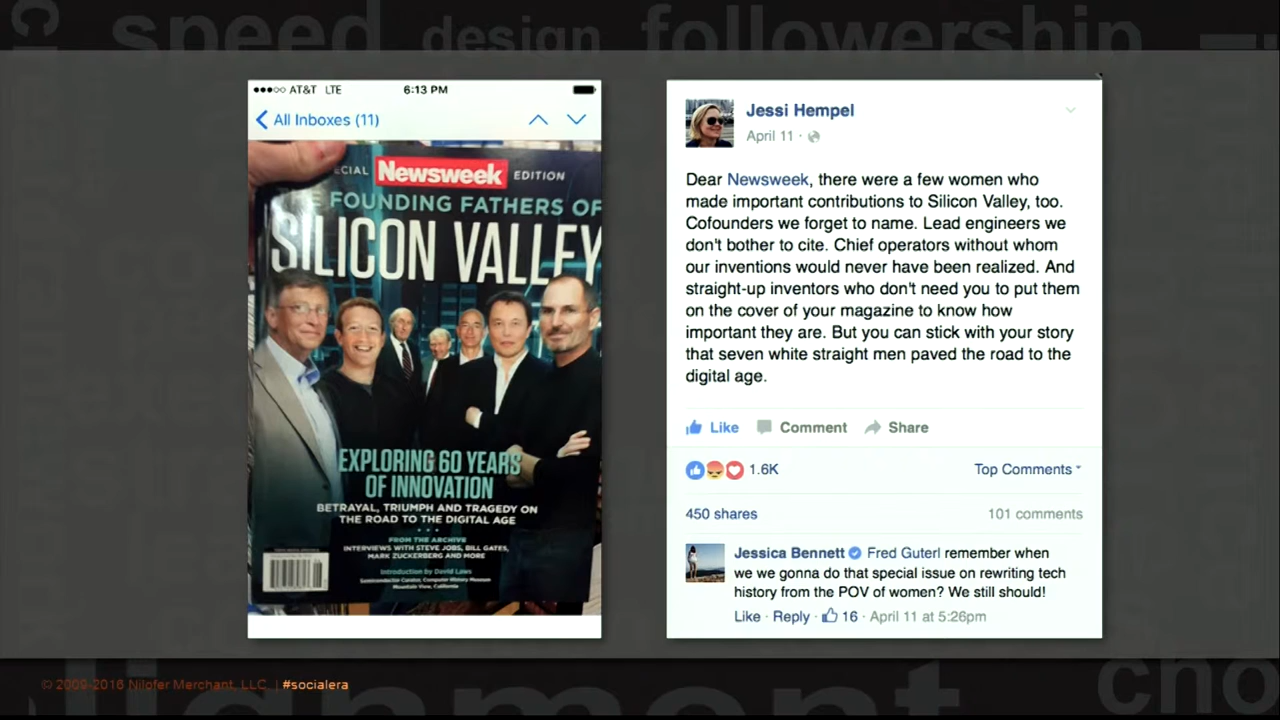 speed design followership
●●●○○ AT&T LTE 6:13 PM
All Inboxes (11)
ECIAL Newsweek EDITION
FOUNDING FATHERS OF
SILICON VALLEY
EXPLORING 60 YEARS
OF INNOVATION
BETRAYAL, TRIUMPH AND TRAGEDY ON
THE ROAD TO THE DIGITAL AGE
FROM THE ARCHIVE
INTERVIEWS WITH STEVE JOBS, BILL GATES,
MARK ZUCKERBERG AND MORE
Introduction by David Laws
Semiconductor Curator, Computer History Museum
Mountain View, California
Jessi Hempel
April 11 ·
Dear Newsweek, there were a few women who
made important contributions to Silicon Valley, too.
Cofounders we forget to name. Lead engineers we
don't bother to cite. Chief operators without whom
our inventions would never have been realized. And
straight-up inventors who don't need you to put them
on the cover of your magazine to know how
important they are. But you can stick with your story
that seven white straight men paved the road to the
digital age.
Like Comment Share
1.6K Top Comments
450 shares 101 comments
Jessica Bennett Fred Guterl remember when
we we gonna do that special issue on rewriting tech
history from the POV of women? We still should!
Like · Reply · 16 · April 11 at 5:26pm
© 2009-2016 Nilofer Merchant, LLC. | #socialera